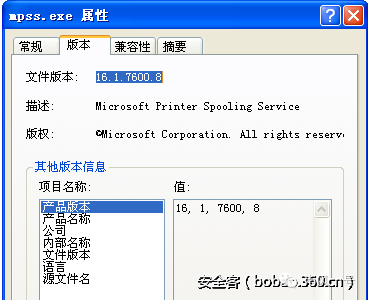 mpss.exe 属性
常规 版本 兼容性 摘要
文件版本: 16.1.7600.8
描述: Microsoft Printer Spooling Service
版权: ©Microsoft Corporation. All rights reserve
其他版本信息
项目名称: 值:
产品版本 16, 1, 7600, 8
产品名称
公司
内部名称
文件版本
语言
源文件名
安全客(bobao.360.cn)